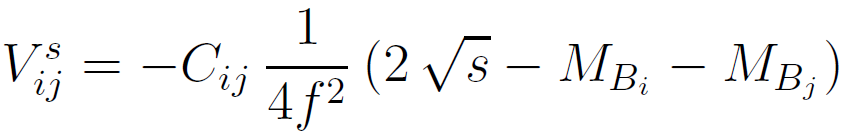 V^s_{ij} = −C_{ij} \frac{1}{4f^2} (2 \sqrt{s} − M_{B_i} − M_{B_j})